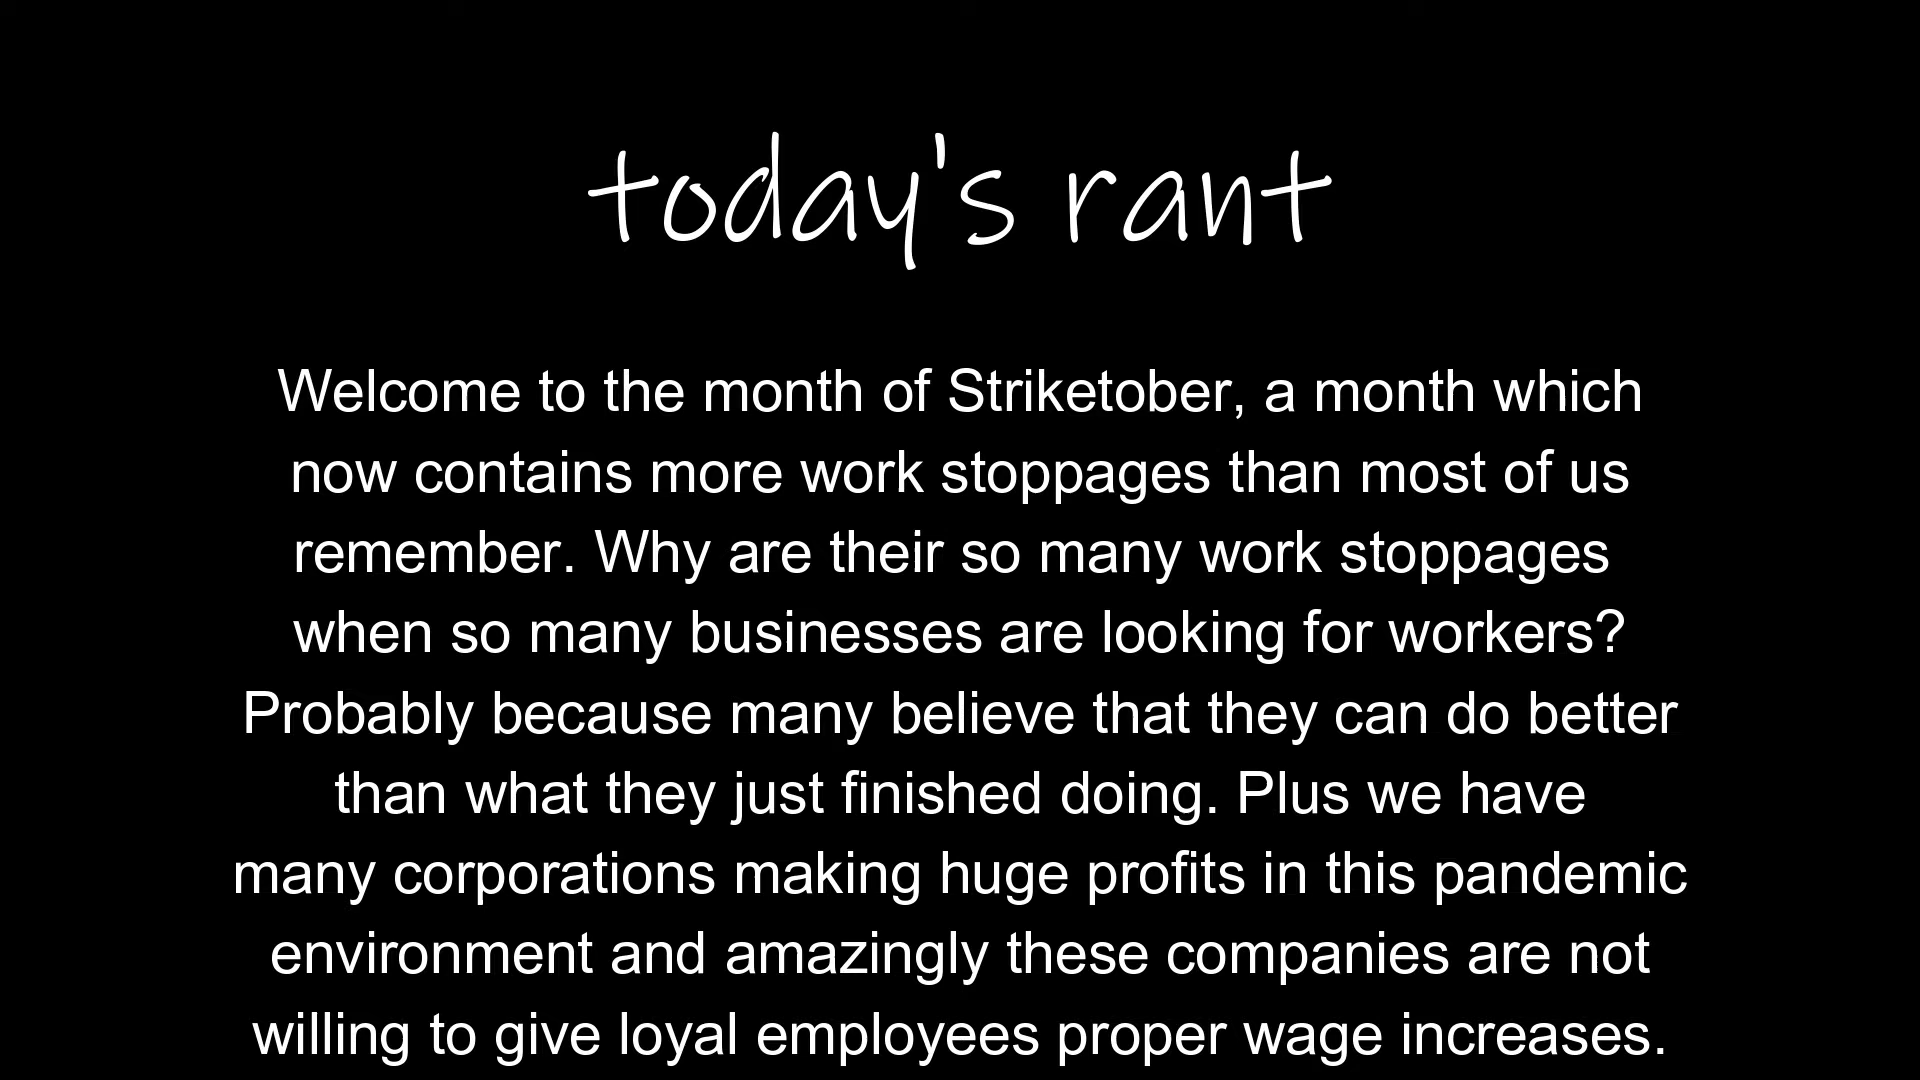 today's rant
Welcome to the month of Striketober, a month which
now contains more work stoppages than most of us
remember. Why are their so many work stoppages
when so many businesses are looking for workers?
Probably because many believe that they can do better
than what they just finished doing. Plus we have
many corporations making huge profits in this pandemic
environment and amazingly these companies are not
willing to give loyal employees proper wage increases.